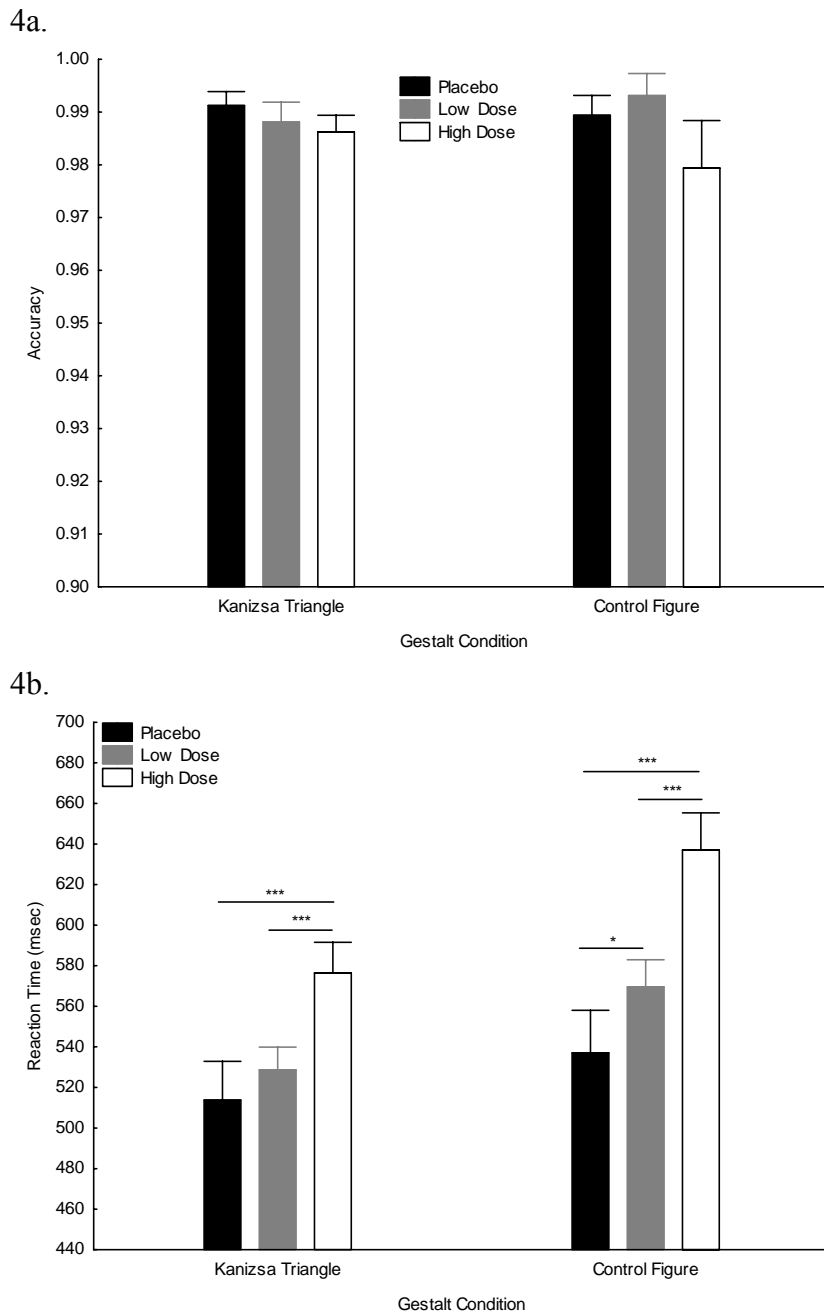 4a.
1.00
0.99
0.98
0.97
0.96
0.95
0.94
0.93
0.92
0.91
0.90
Accuracy
Placebo
Low Dose
High Dose
Kanizsa Triangle
Control Figure
Gestalt Condition
4b.
700
680
660
640
620
600
580
560
540
520
500
480
460
440
Reaction Time (msec)
Placebo
Low Dose
High Dose
***
***
***
***
*
Kanizsa Triangle
Control Figure
Gestalt Condition